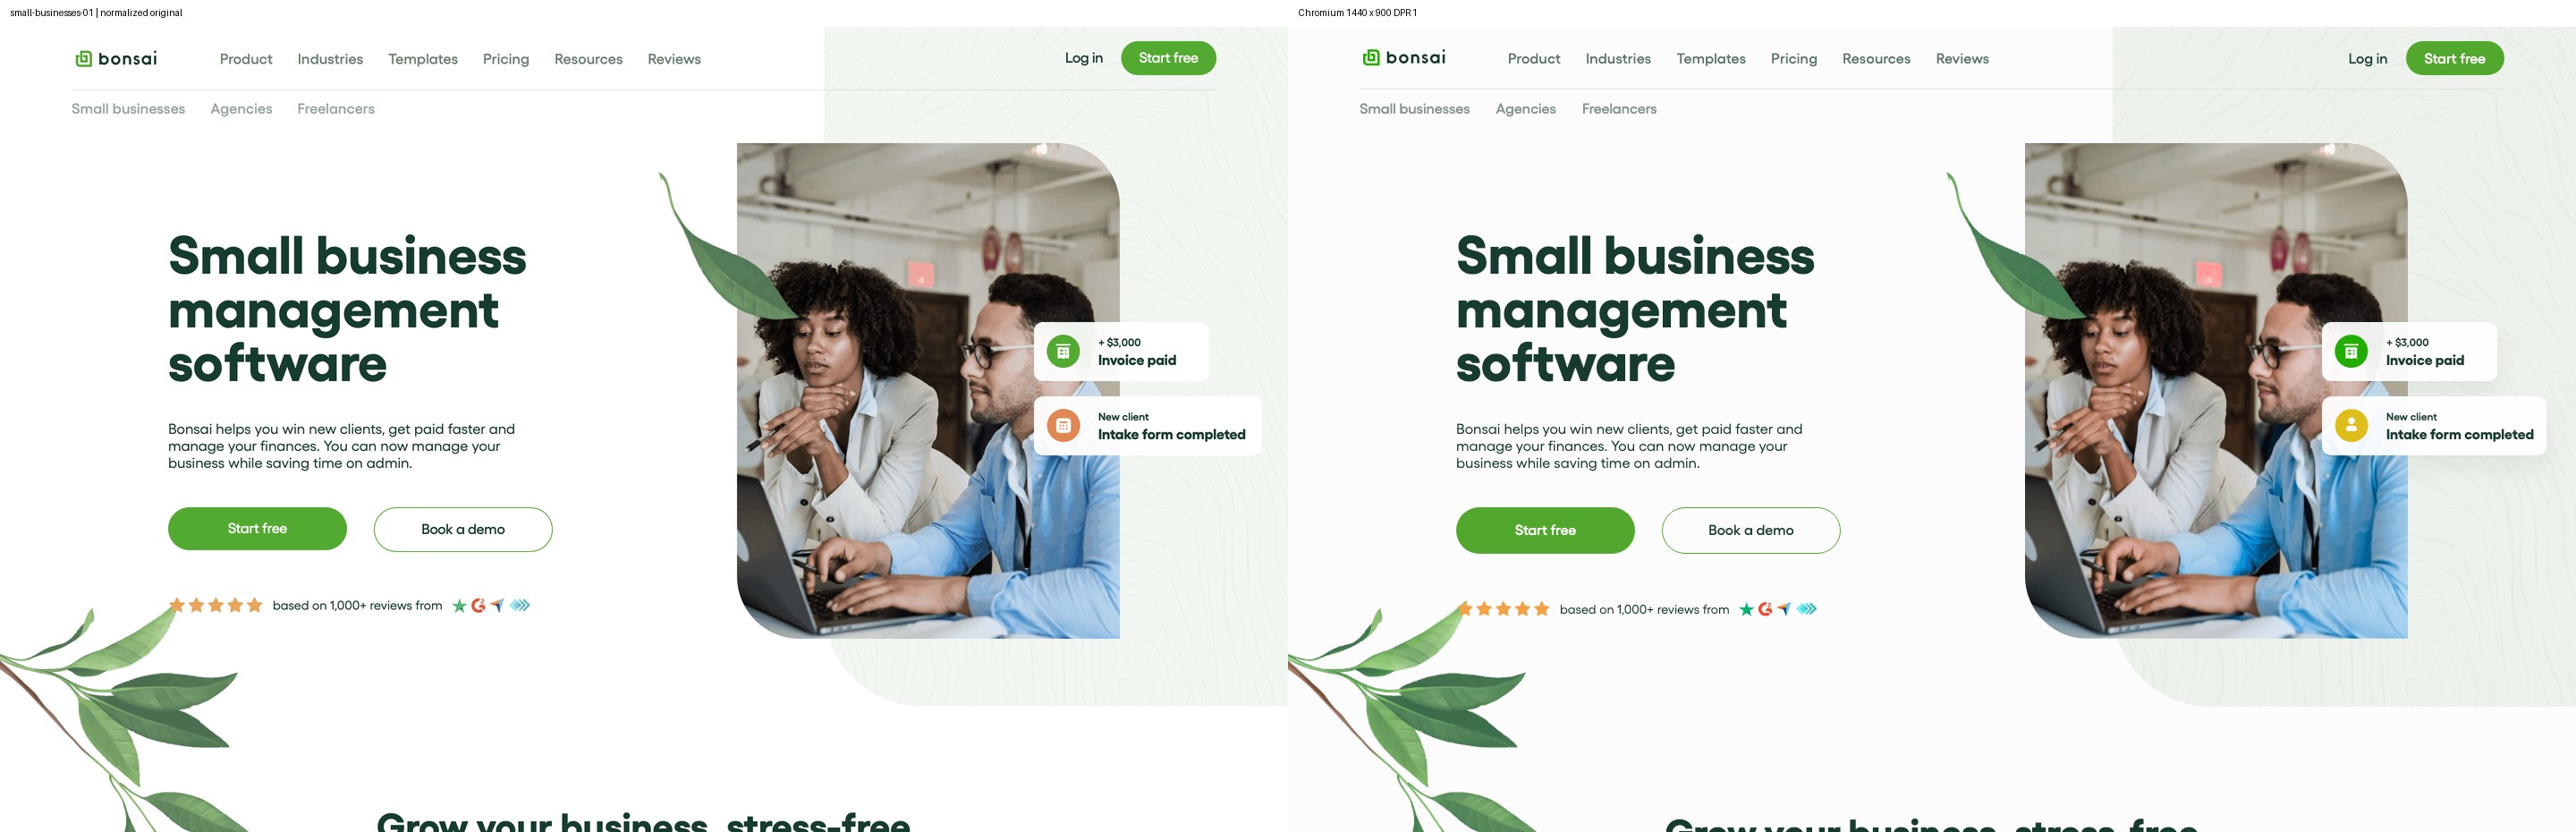 small-businesses-01 | normalized original
bonsai Product Industries Templates Pricing Resources Reviews Log in Start free
Small businesses Agencies Freelancers
Small business
management
software
+ $3,000
Invoice paid
New client
Intake form completed
Bonsai helps you win new clients, get paid faster and
manage your finances. You can now manage your
business while saving time on admin.
Start free Book a demo
based on 1,000+ reviews from
Grow your business, stress-free
Chromium 1440 x 900 DPR 1
bonsai Product Industries Templates Pricing Resources Reviews Log in Start free
Small businesses Agencies Freelancers
Small business
management
software
+ $3,000
Invoice paid
New client
Intake form completed
Bonsai helps you win new clients, get paid faster and
manage your finances. You can now manage your
business while saving time on admin.
Start free Book a demo
based on 1,000+ reviews from
Grow your business, stress-free